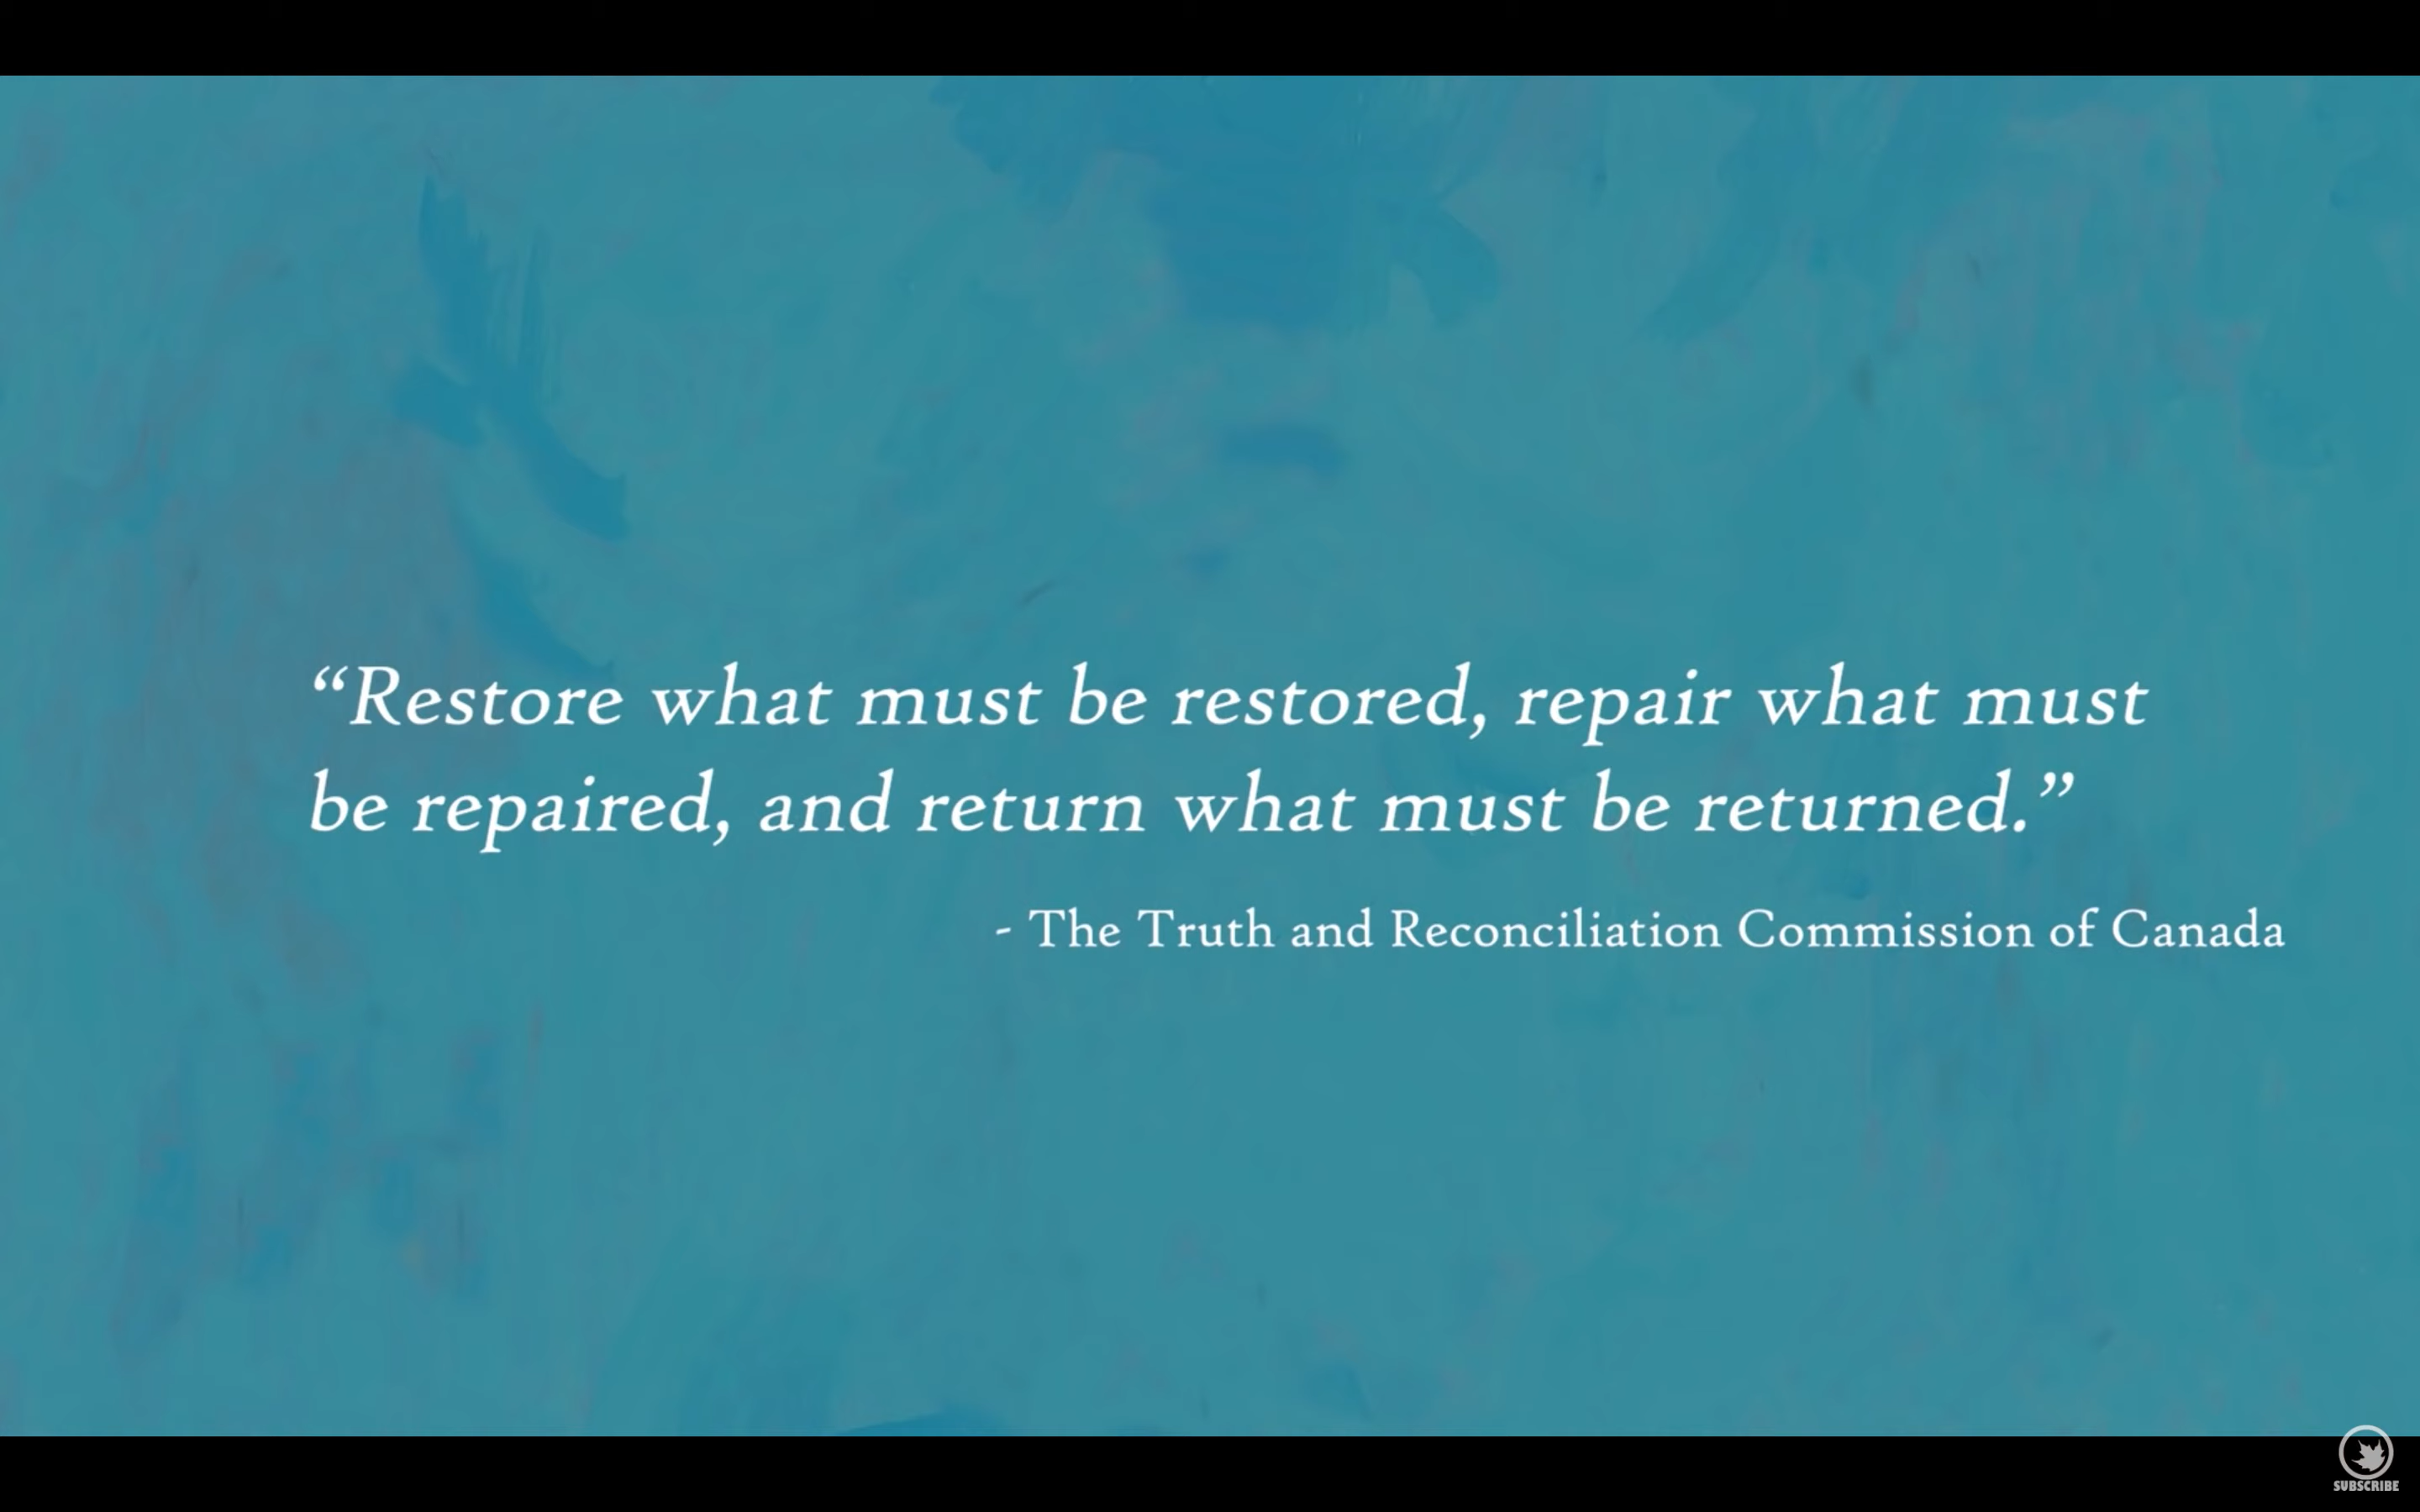 “Restore what must be restored, repair what must
be repaired, and return what must be returned.”
- The Truth and Reconciliation Commission of Canada
SUBSCRIBE